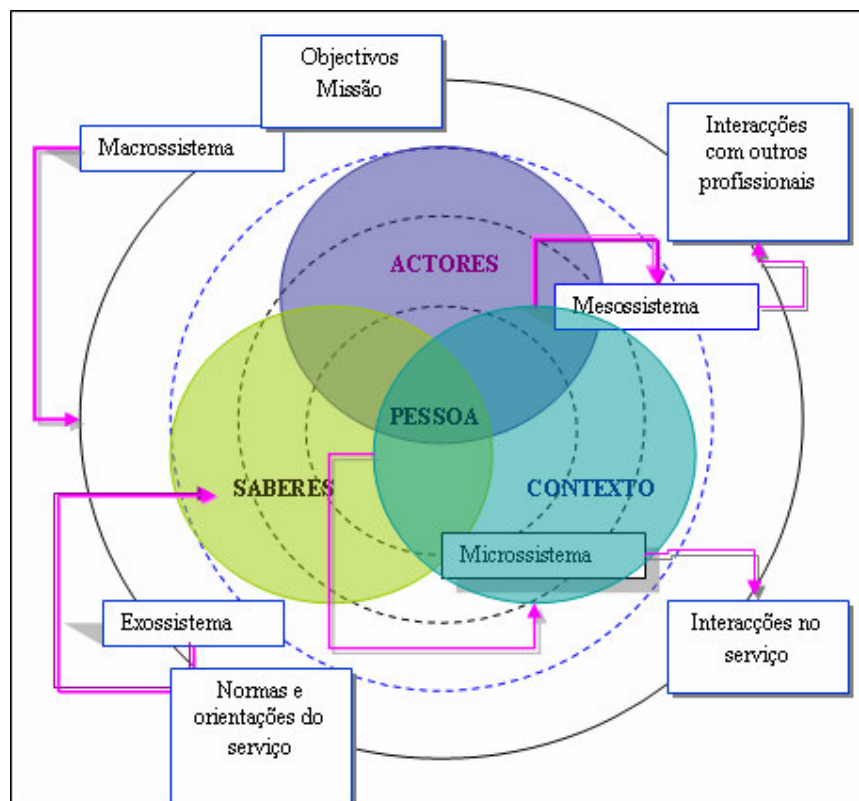 Objectivos
Missão
Macrossistema
Interacções
com outros
profissionais
ACTORES
Mesossistema
PESSOA
SABERES
CONTEXTO
Microssistema
Exossistema
Interacções no
serviço
Normas e
orientações do
serviço